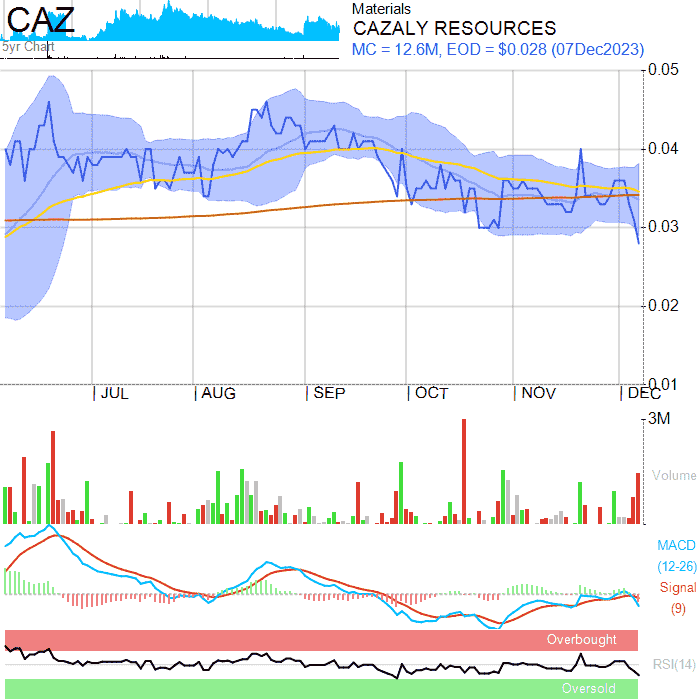 CAZ
5yr Chart
Materials
CAZALY RESOURCES
MC = 12.6M, EOD = $0.028 (07Dec2023)
0.05
0.04
0.03
0.02
0.01
JUL AUG SEP OCT NOV DEC
3M
Volume
MACD
(12-26)
Signal
(9)
Overbought
RSI(14)
Oversold